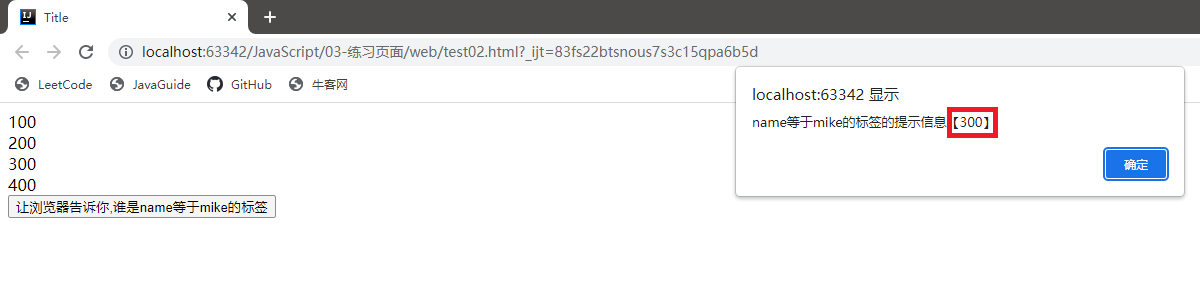 Title
localhost:63342/JavaScript/03-练习页面/web/test02.html?_ijt=83fs22btsnous7s3c15qpa6b5d
LeetCode JavaGuide GitHub 牛客网
localhost:63342 显示
name等于mike的标签的提示信息【300】
确定
100
200
300
400
让浏览器告诉你,谁是name等于mike的标签